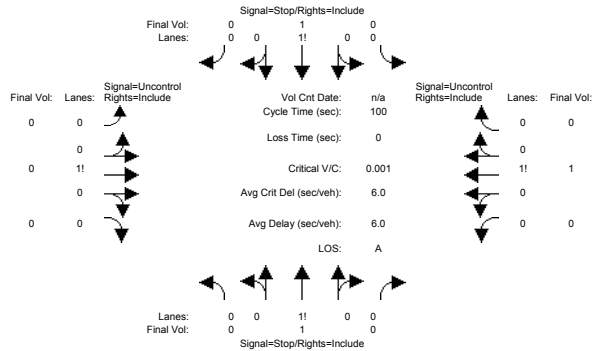 Signal=Stop/Rights=Include
Final Vol: 0 1 0
Lanes: 0 0 1! 0 0
Signal=Uncontrol
Final Vol: Lanes: Rights=Include
Vol Cnt Date: n/a
Signal=Uncontrol
Rights=Include Lanes: Final Vol:
Cycle Time (sec): 100
0 0
0 0
Loss Time (sec): 0
0
0
0 1!
Critical V/C: 0.001
1! 1
0
Avg Crit Del (sec/veh): 6.0
0
0 0
Avg Delay (sec/veh): 6.0
0 0
LOS: A
Lanes: 0 0 1! 0 0
Final Vol: 0 1 0
Signal=Stop/Rights=Include